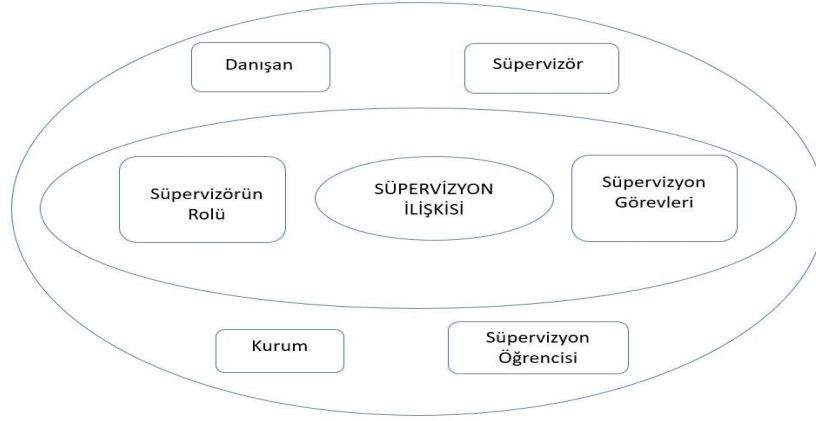 Danışan
Süpervizör
Süpervizörün
Rolü
SÜPERVİZYON
İLİŞKİSİ
Süpervizyon
Görevleri
Kurum
Süpervizyon
Öğrencisi